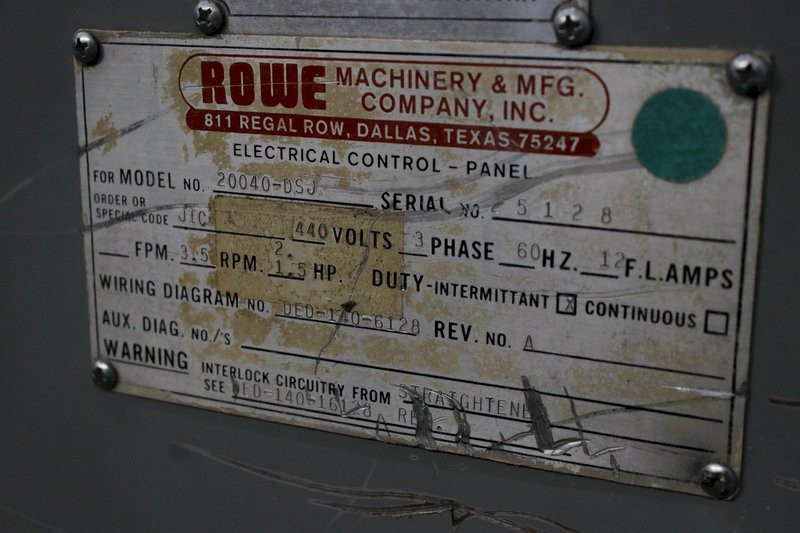 ROWE MACHINERY & MFG.
COMPANY, INC.
811 REGAL ROW, DALLAS, TEXAS 75247
ELECTRICAL CONTROL - PANEL
FOR MODEL NO. 20040-DSJ SERIAL NO. 25128
ORDER OR
SPECIAL CODE JIC 440 VOLTS 3 PHASE 60 HZ. 12 F.L.AMPS
2.
FPM. 3.5 RPM. 1.5 HP. DUTY-INTERMITTANT X CONTINUOUS
WIRING DIAGRAM NO. DED-140-6128 REV. NO. A
AUX. DIAG. NO./'S
WARNING INTERLOCK CIRCUITRY FROM STRAIGHTENE
SEE DED-140-16128